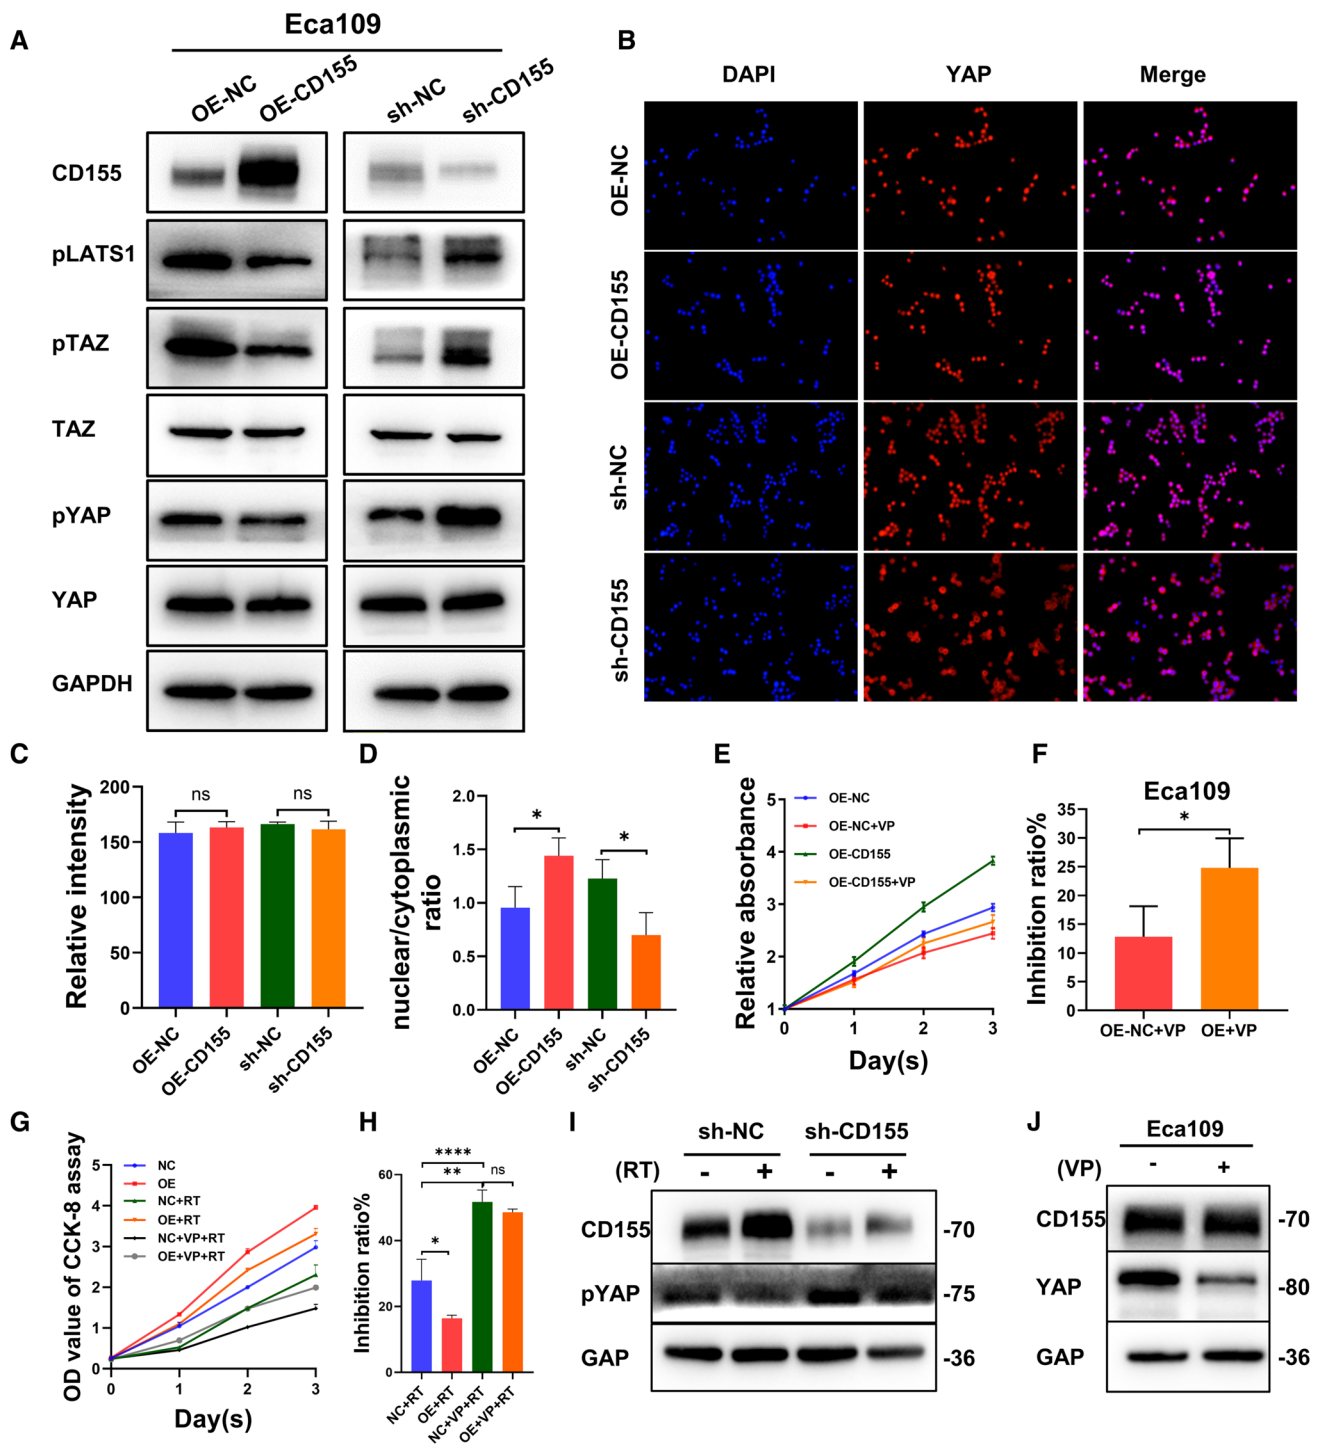 A
Eca109
OE-NC
OE-CD155
sh-NC
sh-CD155
CD155
pLATS1
pTAZ
TAZ
pYAP
YAP
GAPDH
B
DAPI
YAP
Merge
OE-NC
OE-CD155
sh-NC
sh-CD155
C
Relative intensity
200
150
100
50
0
ns
ns
OE-NC
OE-CD155
sh-NC
sh-CD155
D
nuclear/cytoplasmic
ratio
2.0
1.5
1.0
0.5
0.0
*
*
OE-NC
OE-CD155
sh-NC
sh-CD155
E
Relative absorbance
5
4
3
2
1
OE-NC
OE-NC+VP
OE-CD155
OE-CD155+VP
0 1 2 3
Day(s)
F
Eca109
Inhibition ratio%
35
30
25
20
15
10
5
0
*
OE-NC+VP OE+VP
G
OD value of CCK-8 assay
5
4
3
2
1
0
NC
OE
NC+RT
OE+RT
NC+VP+RT
OE+VP+RT
0 1 2 3
Day(s)
H
Inhibition ratio%
60
40
20
0
****
** ns
*
NC+RT
OE+RT
NC+VP+RT
OE+VP+RT
I
sh-NC sh-CD155
(RT) - + - +
CD155 -70
pYAP -75
GAP -36
J
Eca109
(VP) - +
CD155 -70
YAP -80
GAP -36